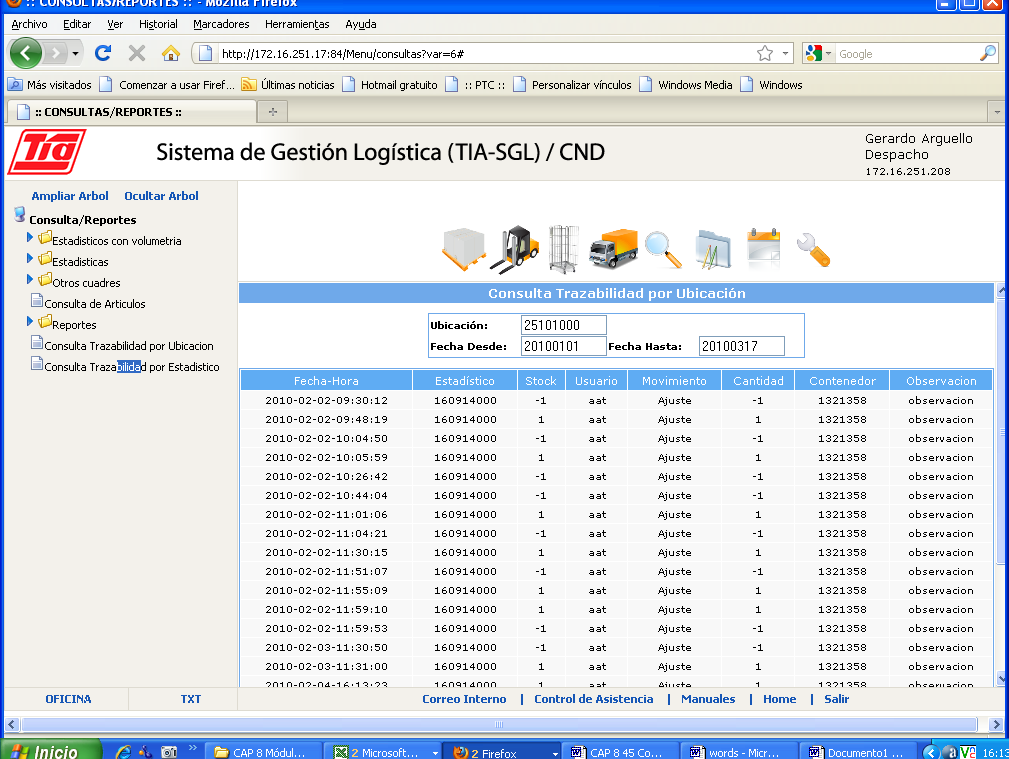 :: CONSULTAS/REPORTES :: - Mozilla Firefox
Archivo Editar Ver Historial Marcadores Herramientas Ayuda
http://172.16.251.17:84/Menu/consultas?var=6# Google
Más visitados Comenzar a usar Firef... Últimas noticias Hotmail gratuito :: PTC :: Personalizar vínculos Windows Media Windows
:: CONSULTAS/REPORTES ::
Tía Sistema de Gestión Logística (TIA-SGL) / CND
Gerardo Arguello
Despacho
172.16.251.208
Ampliar Arbol Ocultar Arbol
Consulta/Reportes
Estadisticos con volumetria
Estadisticas
Otros cuadres
Consulta de Articulos
Reportes
Consulta Trazabilidad por Ubicacion
Consulta Trazabilidad por Estadistico
Consulta Trazabilidad por Ubicación
Ubicación: 25101000
Fecha Desde: 20100101 Fecha Hasta: 20100317
Fecha-Hora Estadístico Stock Usuario Movimiento Cantidad Contenedor Observacion
2010-02-02-09:30:12 160914000 -1 aat Ajuste -1 1321358 observacion
2010-02-02-09:48:19 160914000 1 aat Ajuste 1 1321358 observacion
2010-02-02-10:04:50 160914000 -1 aat Ajuste -1 1321358 observacion
2010-02-02-10:05:59 160914000 1 aat Ajuste 1 1321358 observacion
2010-02-02-10:26:42 160914000 -1 aat Ajuste -1 1321358 observacion
2010-02-02-10:44:04 160914000 -1 aat Ajuste -1 1321358 observacion
2010-02-02-11:01:06 160914000 1 aat Ajuste 1 1321358 observacion
2010-02-02-11:04:21 160914000 -1 aat Ajuste -1 1321358 observacion
2010-02-02-11:30:15 160914000 1 aat Ajuste 1 1321358 observacion
2010-02-02-11:51:07 160914000 -1 aat Ajuste -1 1321358 observacion
2010-02-02-11:55:09 160914000 1 aat Ajuste 1 1321358 observacion
2010-02-02-11:59:10 160914000 1 aat Ajuste 1 1321358 observacion
2010-02-02-11:59:53 160914000 -1 aat Ajuste -1 1321358 observacion
2010-02-03-11:30:50 160914000 -1 aat Ajuste -1 1321358 observacion
2010-02-03-11:31:00 160914000 1 aat Ajuste 1 1321358 observacion
2010-02-04-16:13:23 160914000 1 aat Ajuste 1 1321358 observacion
OFICINA TXT Correo Interno | Control de Asistencia | Manuales | Home | Salir
Inicio » CAP 8 Módul... 2 Microsoft... 2 Firefox CAP 8 45 Co... words - Micr... Documento1 ... 16:13